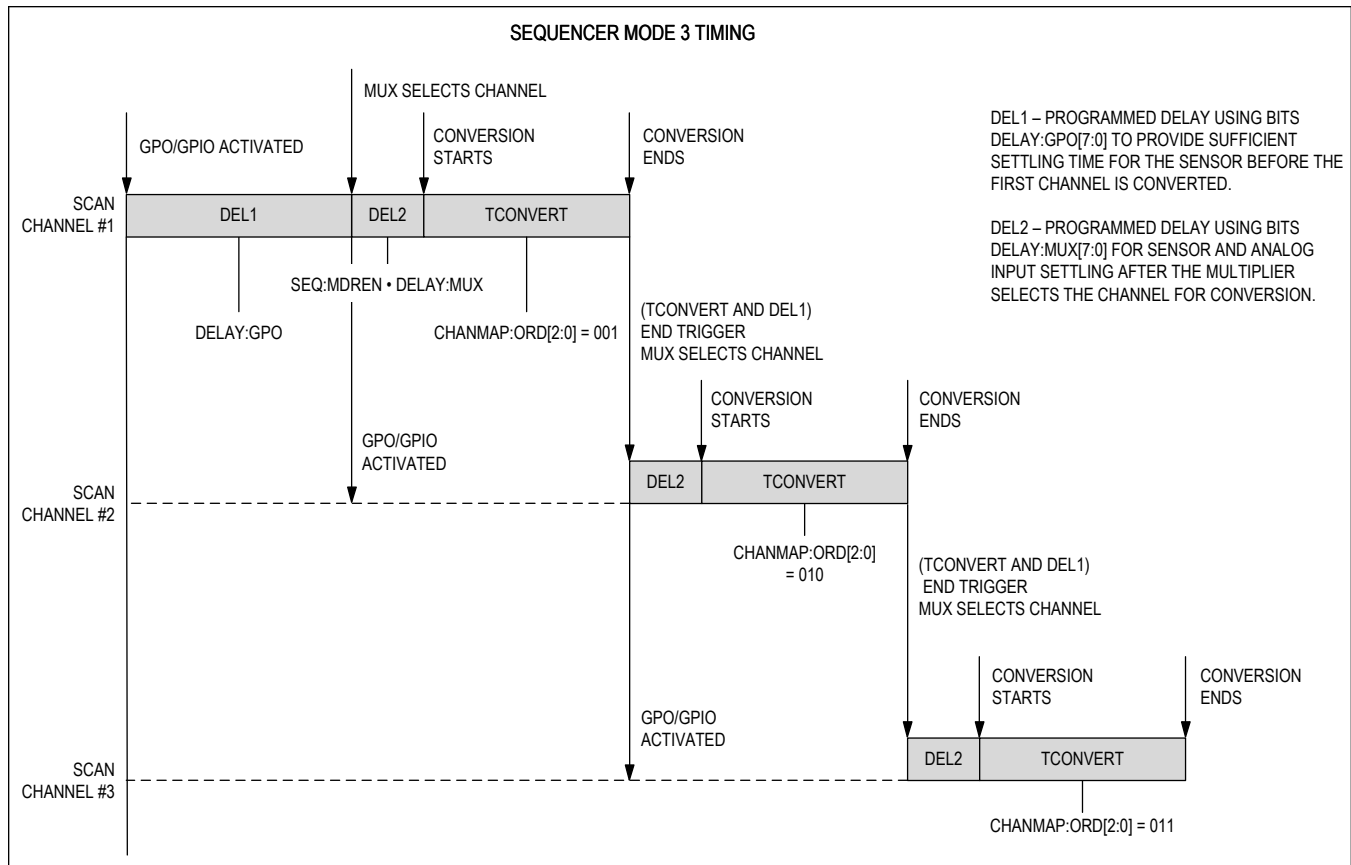 SEQUENCER MODE 3 TIMING
MUX SELECTS CHANNEL
GPO/GPIO ACTIVATED
CONVERSION
STARTS
CONVERSION
ENDS
DEL1 – PROGRAMMED DELAY USING BITS
DELAY:GPO[7:0] TO PROVIDE SUFFICIENT
SETTLING TIME FOR THE SENSOR BEFORE THE
FIRST CHANNEL IS CONVERTED.
DEL2 – PROGRAMMED DELAY USING BITS
DELAY:MUX[7:0] FOR SENSOR AND ANALOG
INPUT SETTLING AFTER THE MULTIPLIER
SELECTS THE CHANNEL FOR CONVERSION.
SCAN
CHANNEL #1
DEL1
DEL2
TCONVERT
SEQ:MDREN • DELAY:MUX
DELAY:GPO
CHANMAP:ORD[2:0] = 001
(TCONVERT AND DEL1)
END TRIGGER
MUX SELECTS CHANNEL
CONVERSION
STARTS
CONVERSION
ENDS
GPO/GPIO
ACTIVATED
SCAN
CHANNEL #2
DEL2
TCONVERT
CHANMAP:ORD[2:0]
= 010
(TCONVERT AND DEL1)
END TRIGGER
MUX SELECTS CHANNEL
CONVERSION
STARTS
CONVERSION
ENDS
GPO/GPIO
ACTIVATED
SCAN
CHANNEL #3
DEL2
TCONVERT
CHANMAP:ORD[2:0] = 011